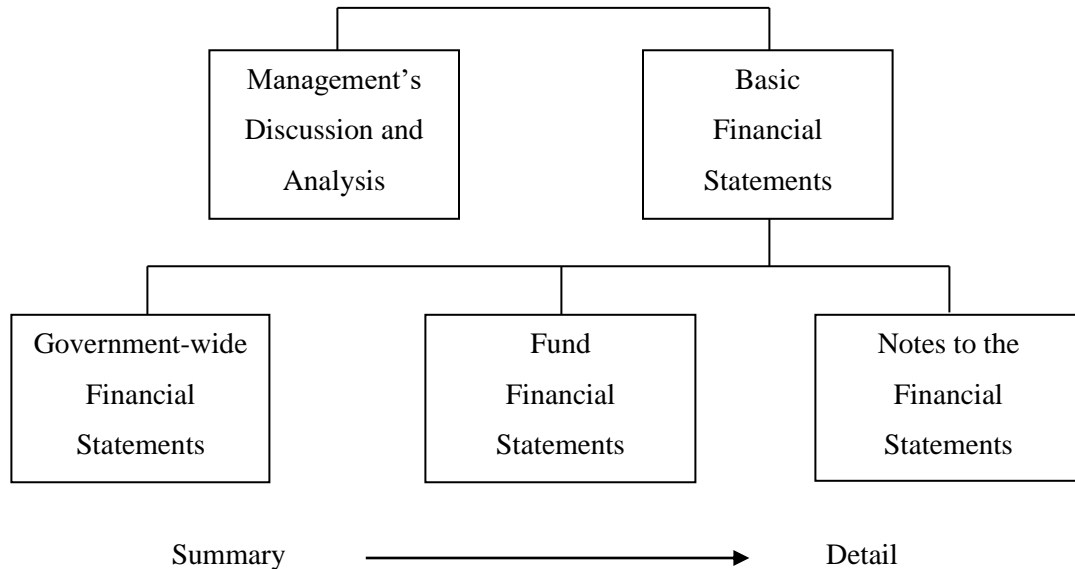 Management’s
Discussion and
Analysis
Basic
Financial
Statements
Government-wide
Financial
Statements
Fund
Financial
Statements
Notes to the
Financial
Statements
Summary
Detail